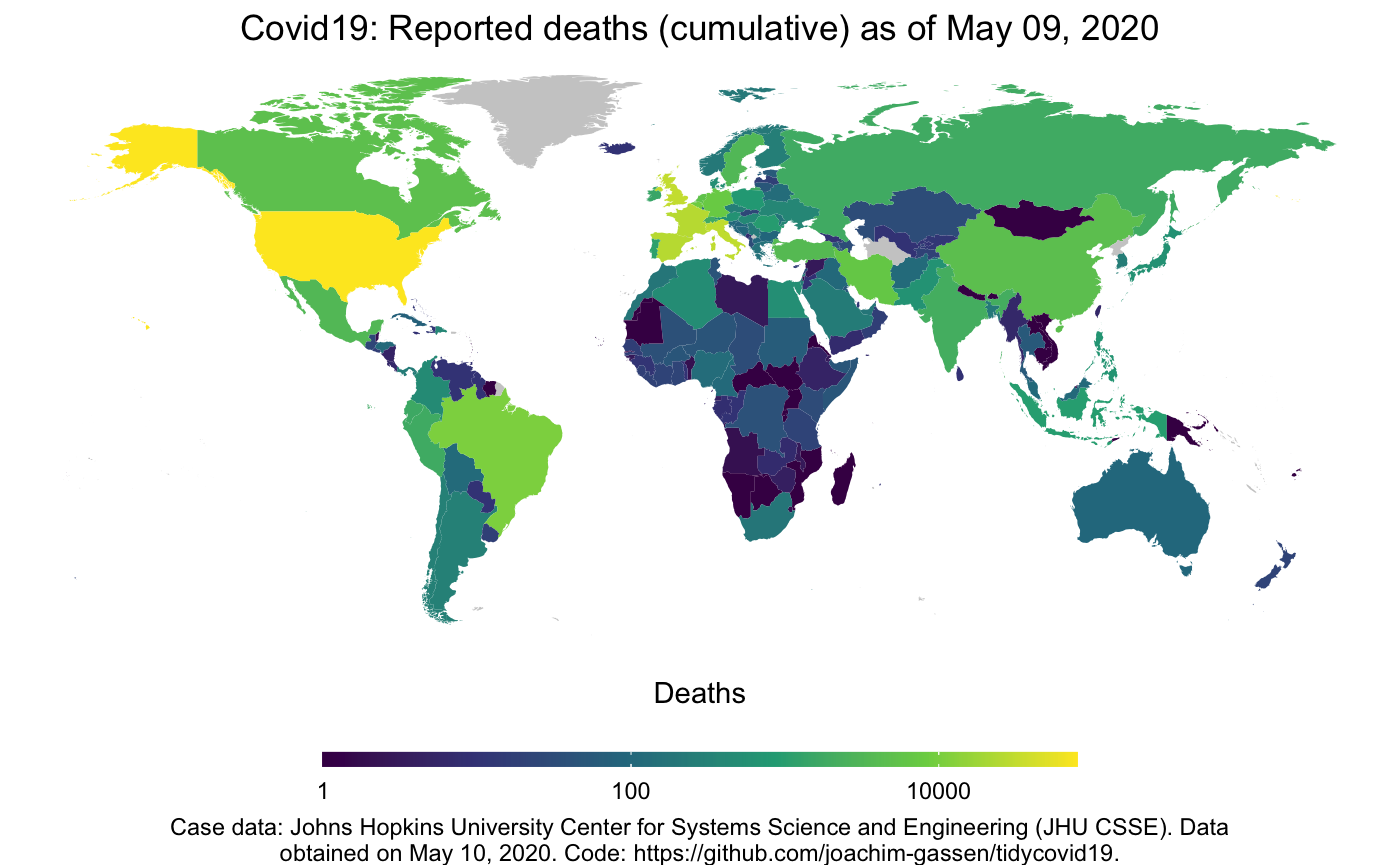 Covid19: Reported deaths (cumulative) as of May 09, 2020
Deaths
1 100 10000
Case data: Johns Hopkins University Center for Systems Science and Engineering (JHU CSSE). Data
obtained on May 10, 2020. Code: https://github.com/joachim-gassen/tidycovid19.